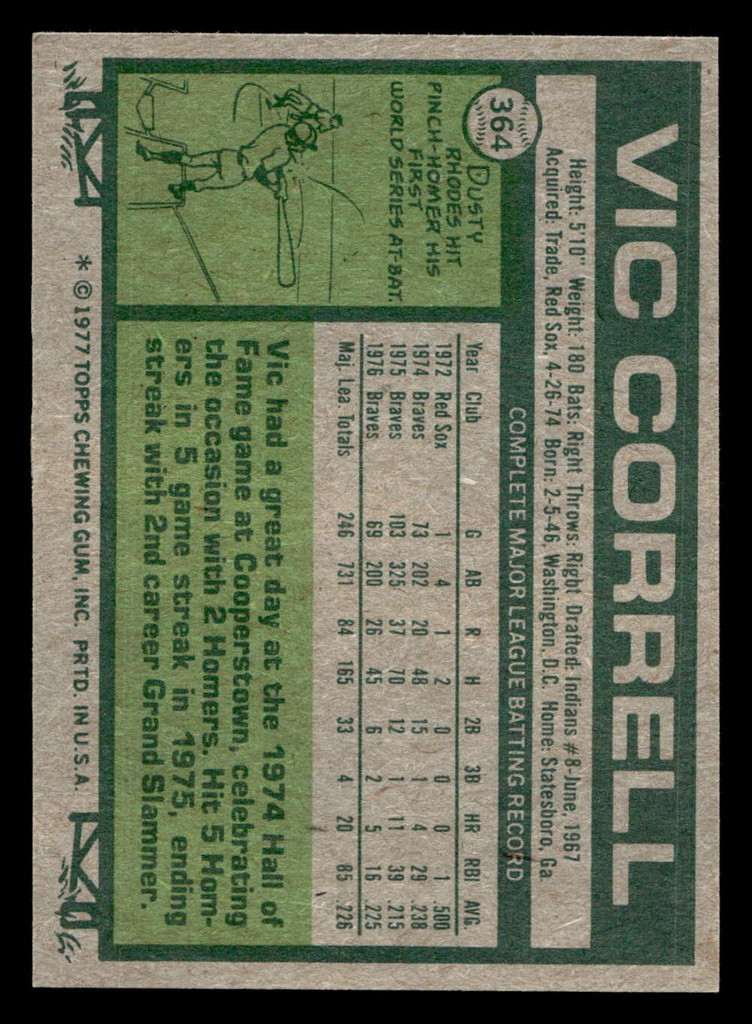 VIC CORRELL
Height: 5'10" Weight: 180 Bats: Right Throws: Right Drafted: Indians #8-June, 1967
Acquired: Trade, Red Sox, 4-26-74 Born: 2-5-46, Washington, D.C. Home: Statesboro, Ga.
364
COMPLETE MAJOR LEAGUE BATTING RECORD
Year Club G AB R H 2B 3B HR RBI AVG.
1972 Red Sox 1 4 1 2 0 0 0 1 .500
1974 Braves 73 202 20 48 15 1 4 29 .238
1975 Braves 103 325 37 70 12 1 11 39 .215
1976 Braves 69 200 26 45 6 2 5 16 .225
Maj. Lea. Totals 246 731 84 165 33 4 20 85 .226
DUSTY
RHODES HIT
PINCH-HOMER HIS
FIRST
WORLD SERIES AT-BAT.
Vic had a great day at the 1974 Hall of
Fame game at Cooperstown, celebrating
the occasion with 2 Homers. Hit 5 Hom-
ers in 5 game streak in 1975, ending
streak with 2nd career Grand Slammer.
* © 1977 TOPPS CHEWING GUM, INC. PRTD. IN U.S.A.